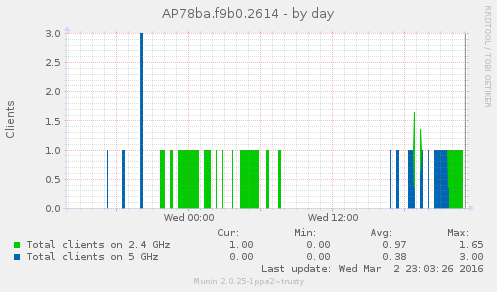 AP78ba.f9b0.2614 - by day
RRDTOOL / TOBI OETIKER
Clients
3.0
2.5
2.0
1.5
1.0
0.5
0.0
Wed 00:00 Wed 12:00
Cur: Min: Avg: Max:
Total clients on 2.4 GHz 1.00 0.00 0.97 1.65
Total clients on 5 GHz 0.00 0.00 0.38 3.00
Last update: Wed Mar 2 23:03:26 2016
Munin 2.0.25-1ppa2~trusty